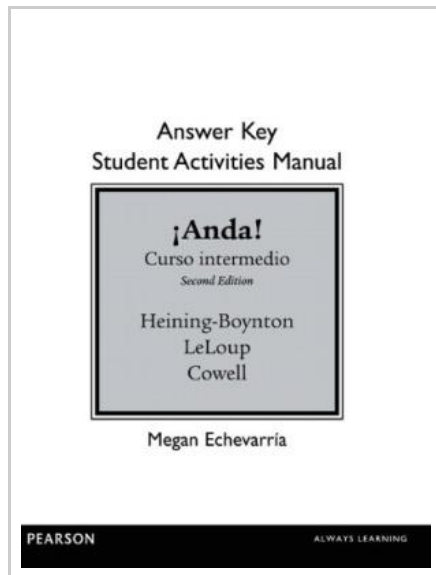 Answer Key
Student Activities Manual
¡Anda!
Curso intermedio
Second Edition
Heining-Boynton
LeLoup
Cowell
Megan Echevarría
PEARSON
ALWAYS LEARNING